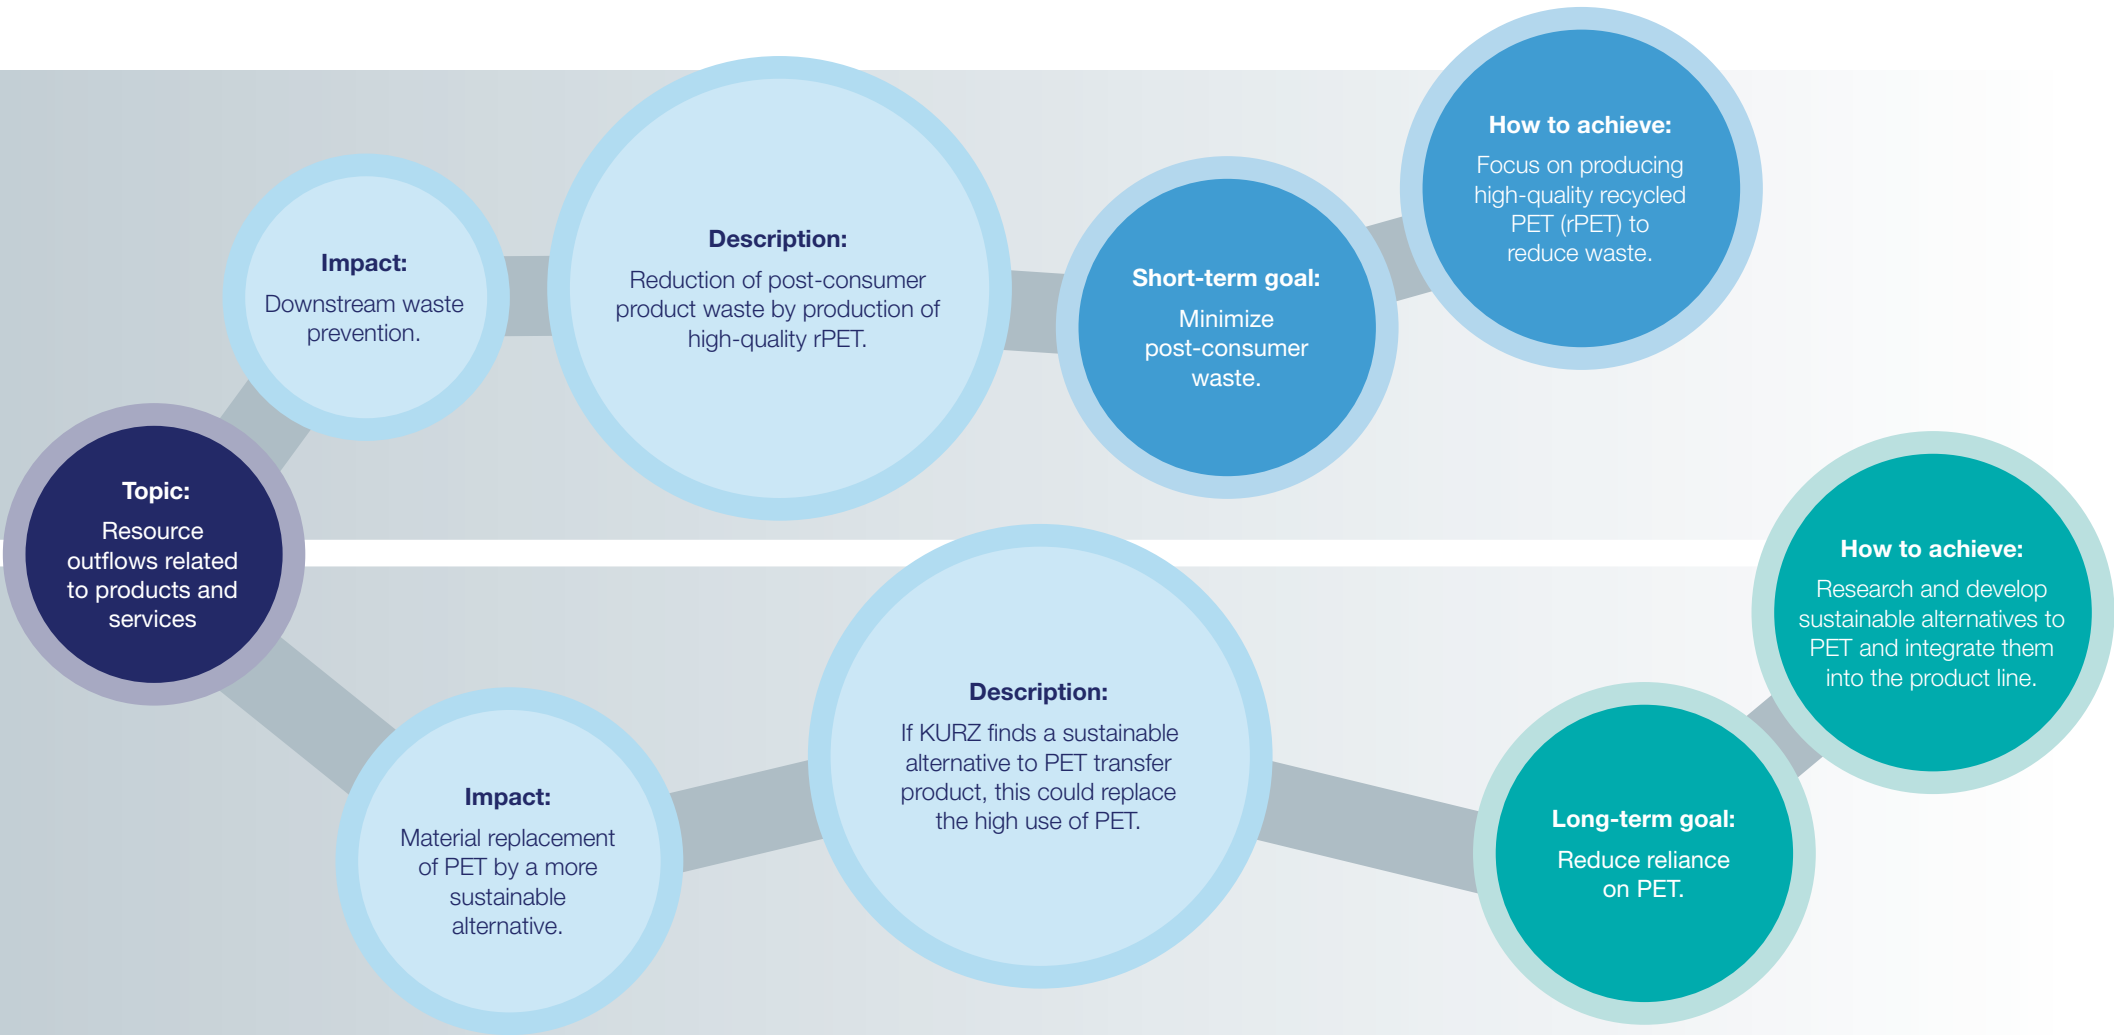 Topic:
Resource
outflows related
to products and
services
Impact:
Downstream waste
prevention.
Description:
Reduction of post-consumer
product waste by production of
high-quality rPET.
Short-term goal:
Minimize
post-consumer
waste.
How to achieve:
Focus on producing
high-quality recycled
PET (rPET) to
reduce waste.
Impact:
Material replacement
of PET by a more
sustainable
alternative.
Description:
If KURZ finds a sustainable
alternative to PET transfer
product, this could replace
the high use of PET.
Long-term goal:
Reduce reliance
on PET.
How to achieve:
Research and develop
sustainable alternatives to
PET and integrate them
into the product line.